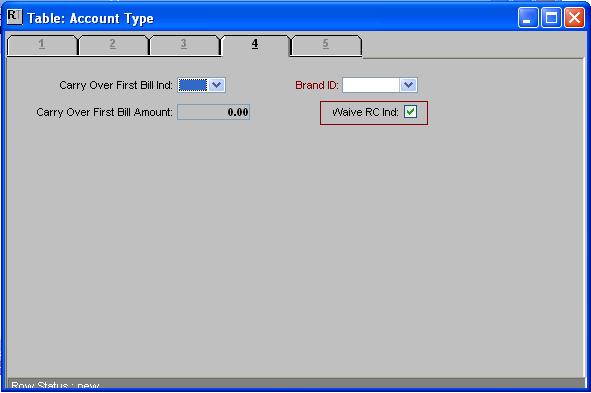 RT Table: Account Type
1 2 3 4 5
Carry Over First Bill Ind: Brand ID:
Carry Over First Bill Amount: 0.00 Waive RC Ind:
Row Status : new